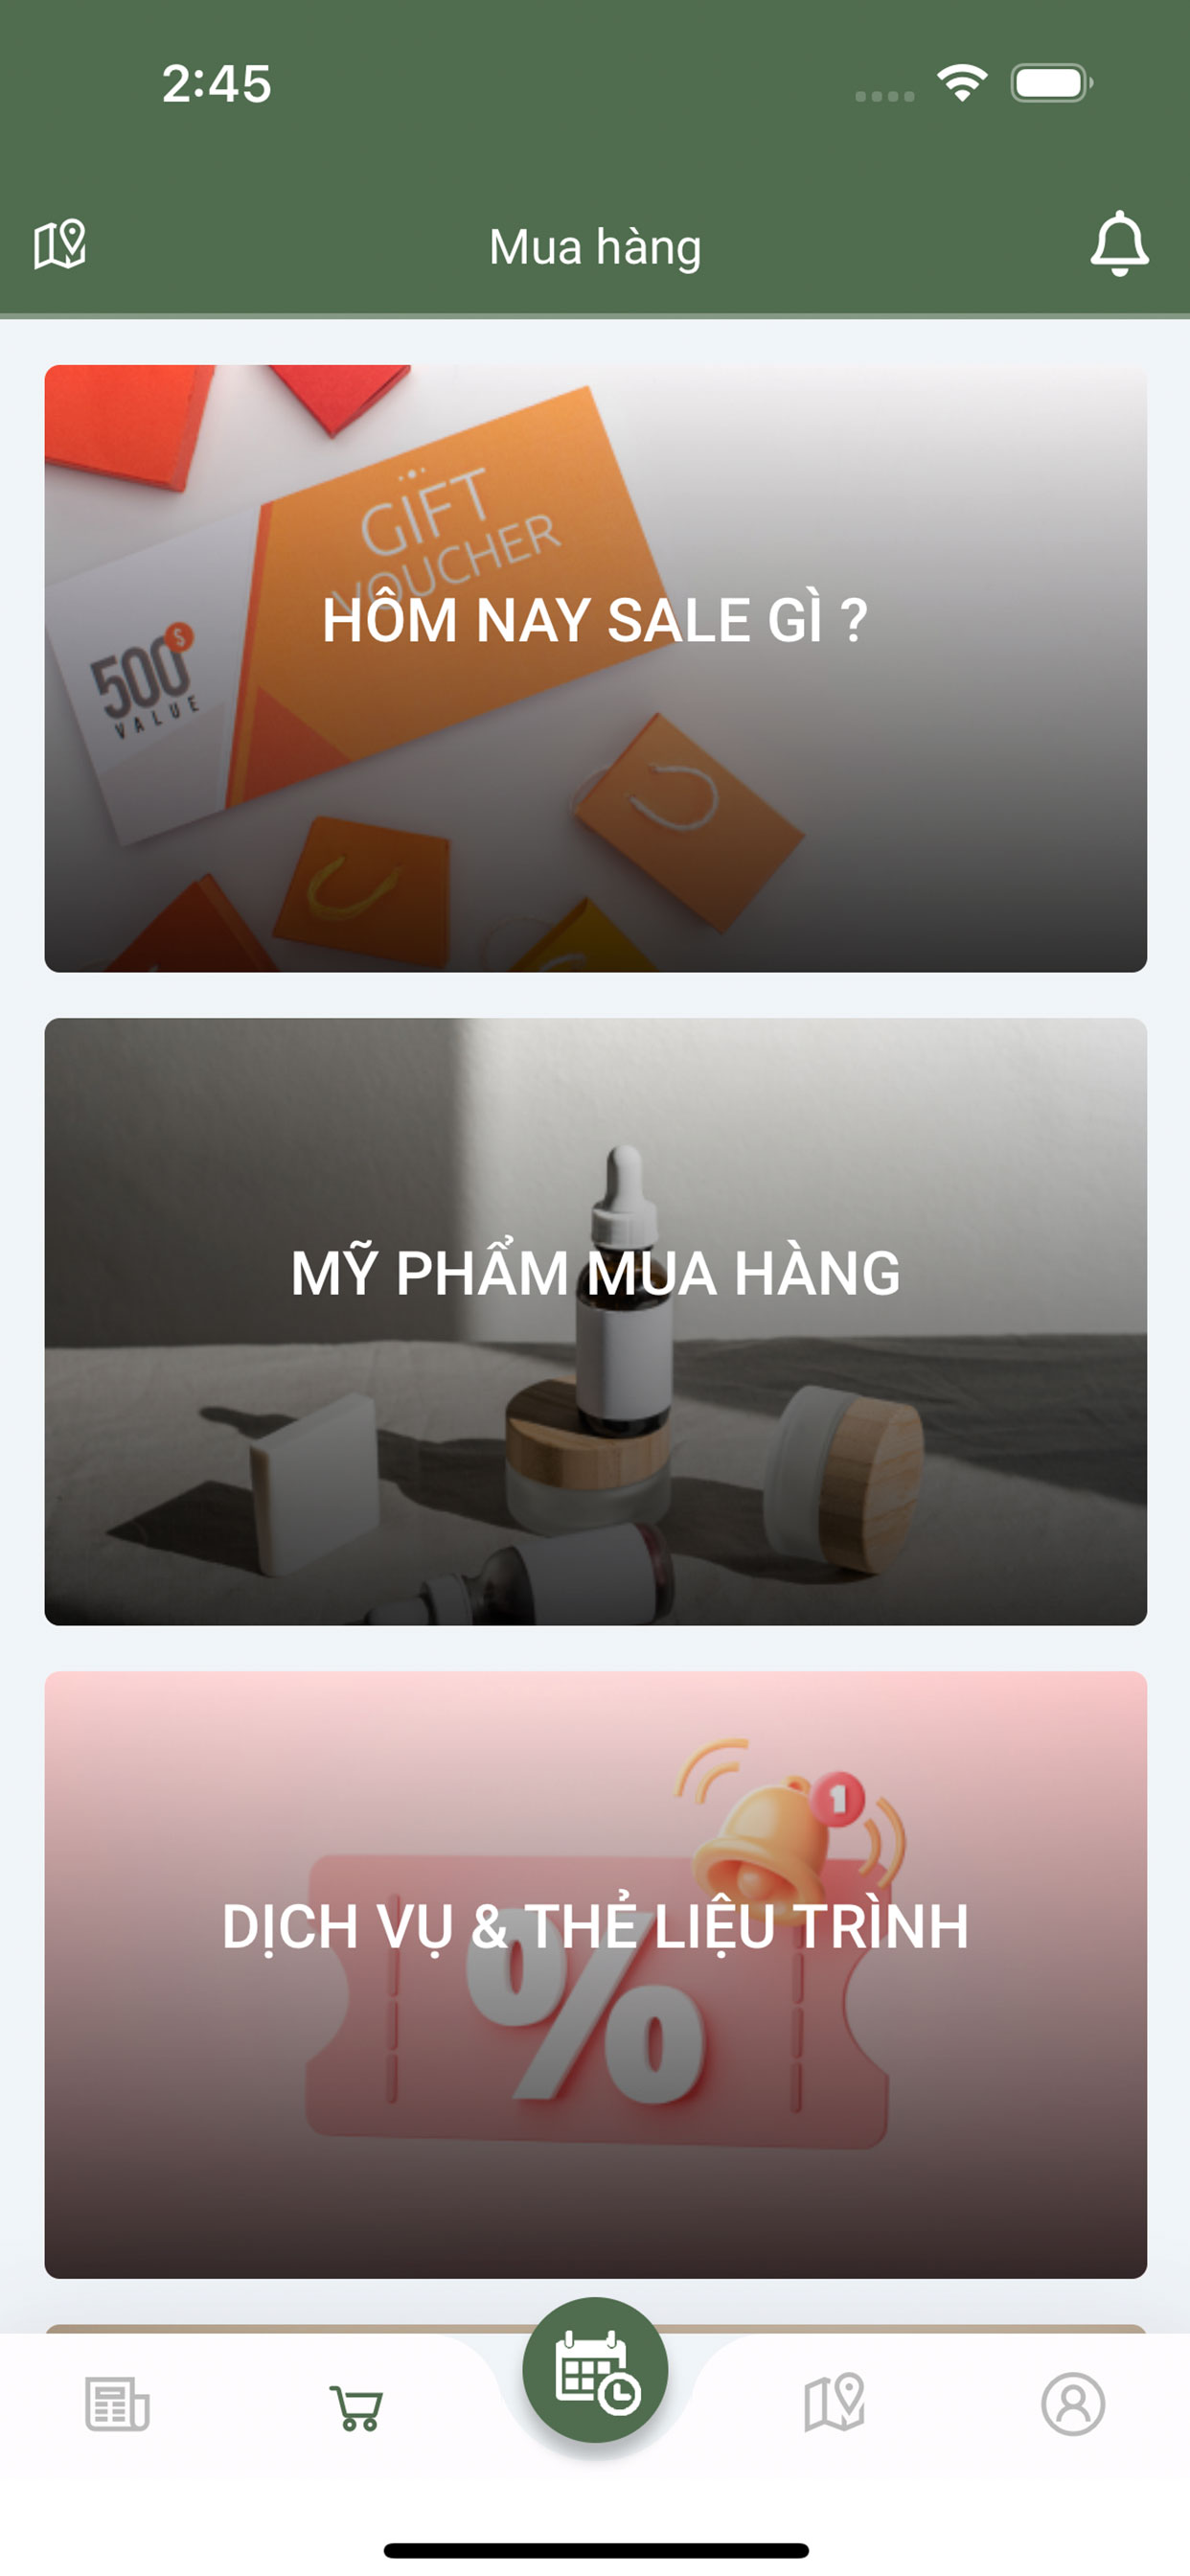 2:45
Mua hàng
GIFT
VOUCHER
HÔM NAY SALE GÌ ?
500$
VALUE
MỸ PHẨM MUA HÀNG
1
DỊCH VỤ & THẺ LIỆU TRÌNH
%